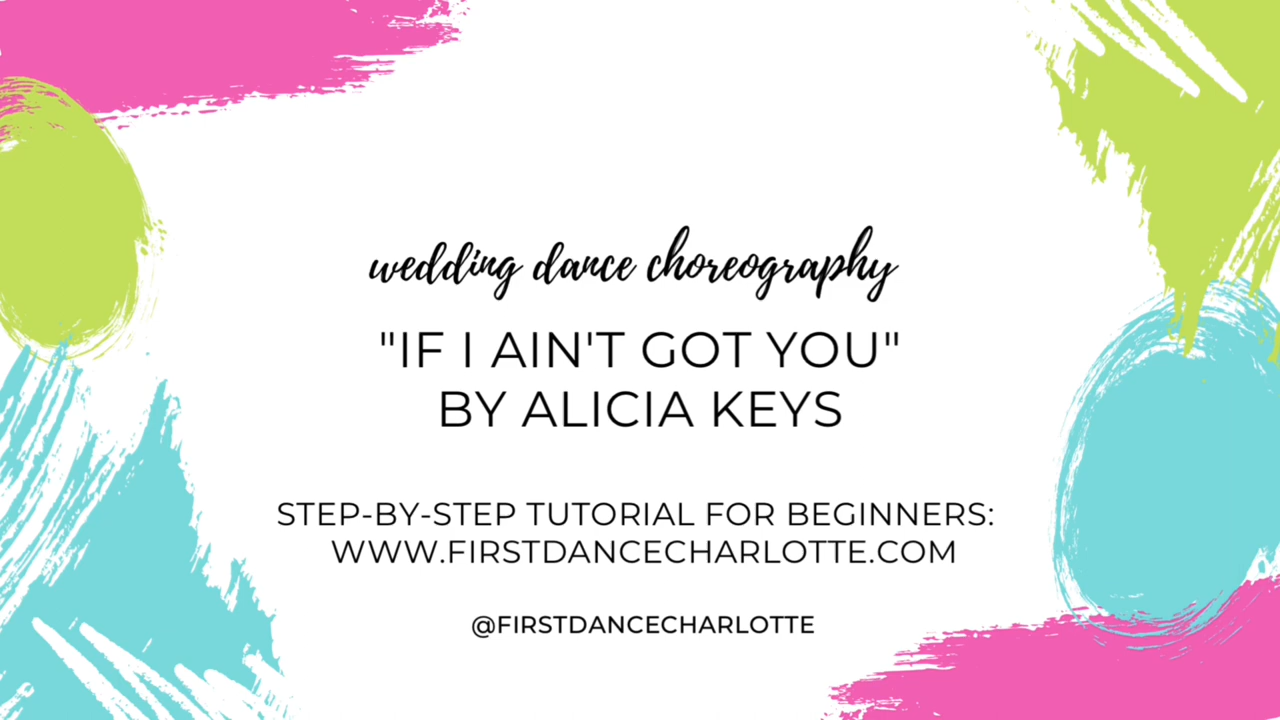 wedding dance choreography
"IF I AIN'T GOT YOU"
BY ALICIA KEYS
STEP-BY-STEP TUTORIAL FOR BEGINNERS:
WWW.FIRSTDANCECHARLOTTE.COM
@FIRSTDANCECHARLOTTE